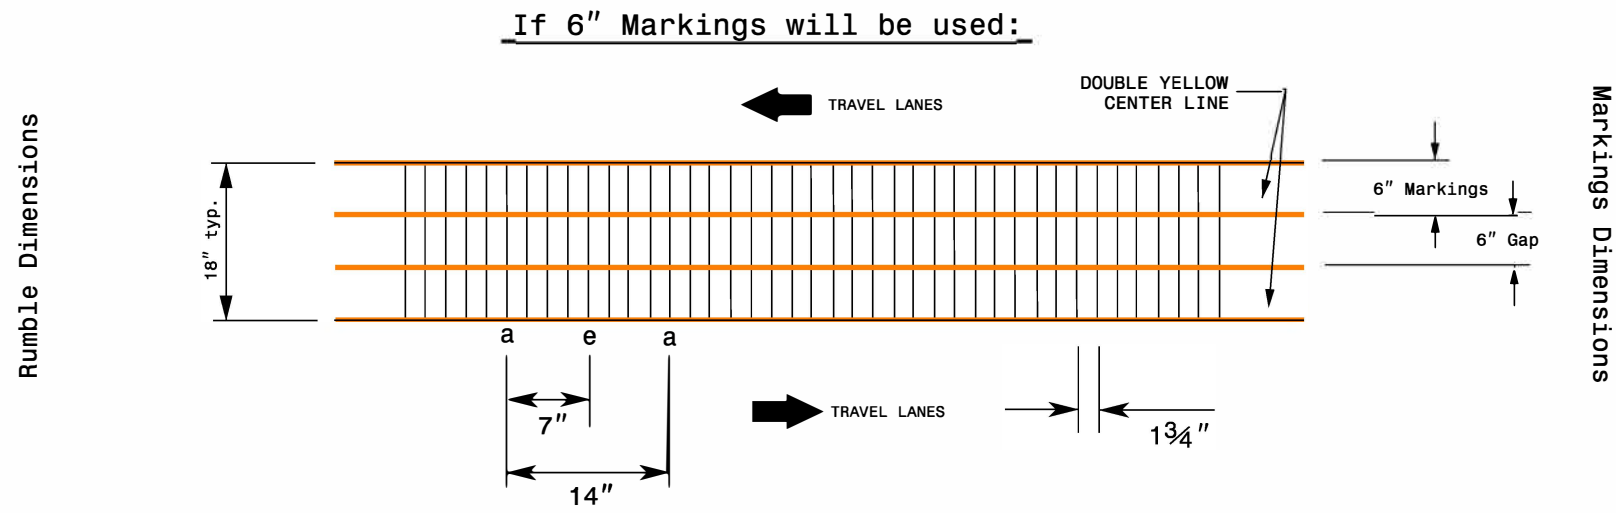 If 6″ Markings will be used:
DOUBLE YELLOW
CENTER LINE
TRAVEL LANES
Rumble Dimensions
18″ typ.
6″ Markings
6″ Gap
Markings Dimensions
a e a
7″
14″
TRAVEL LANES
1¾″